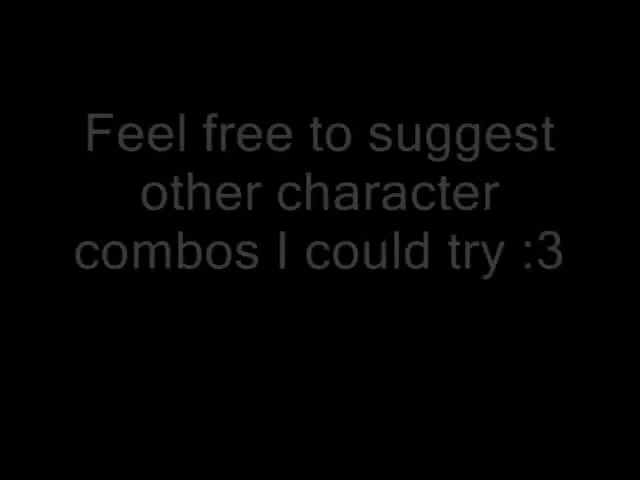 Feel free to suggest
other character
combos I could try :3